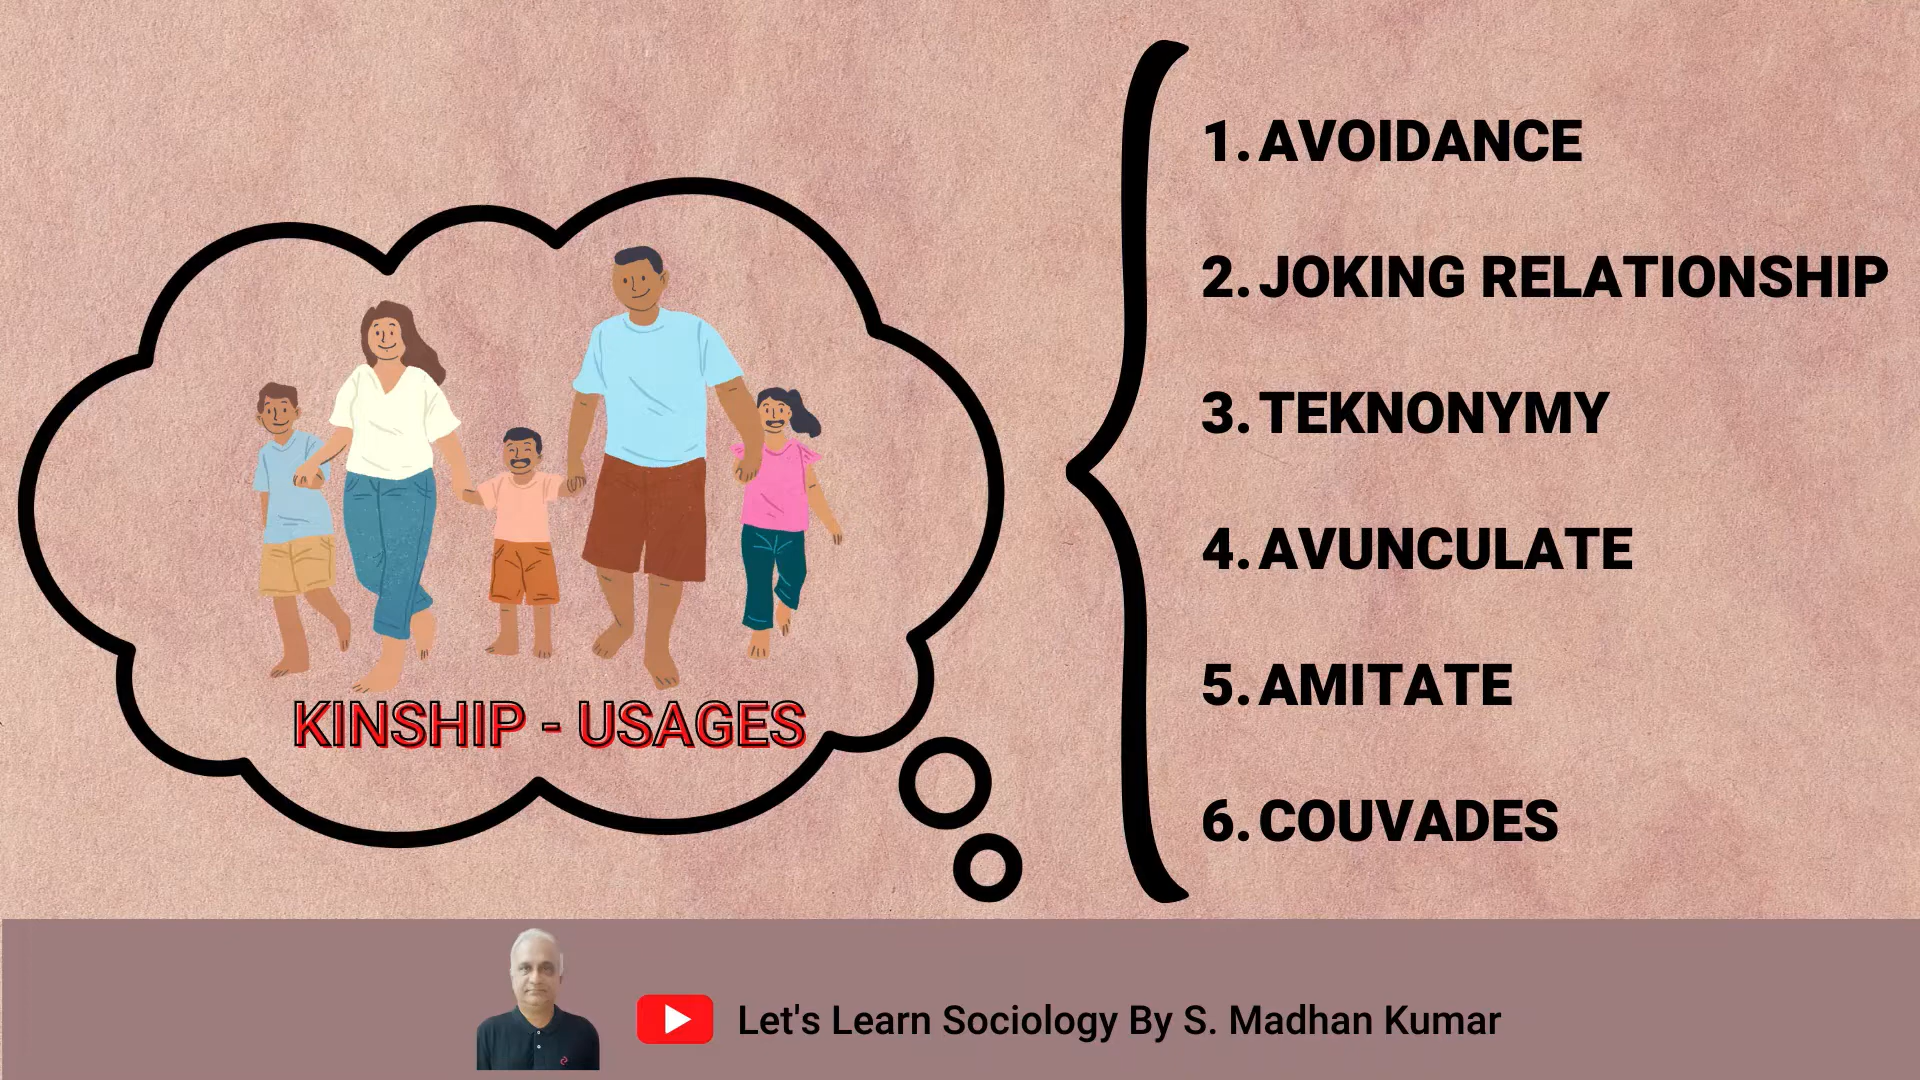 KINSHIP - USAGES
1. AVOIDANCE
2. JOKING RELATIONSHIP
3. TEKNONYMY
4. AVUNCULATE
5. AMITATE
6. COUVADES
Let's Learn Sociology By S. Madhan Kumar